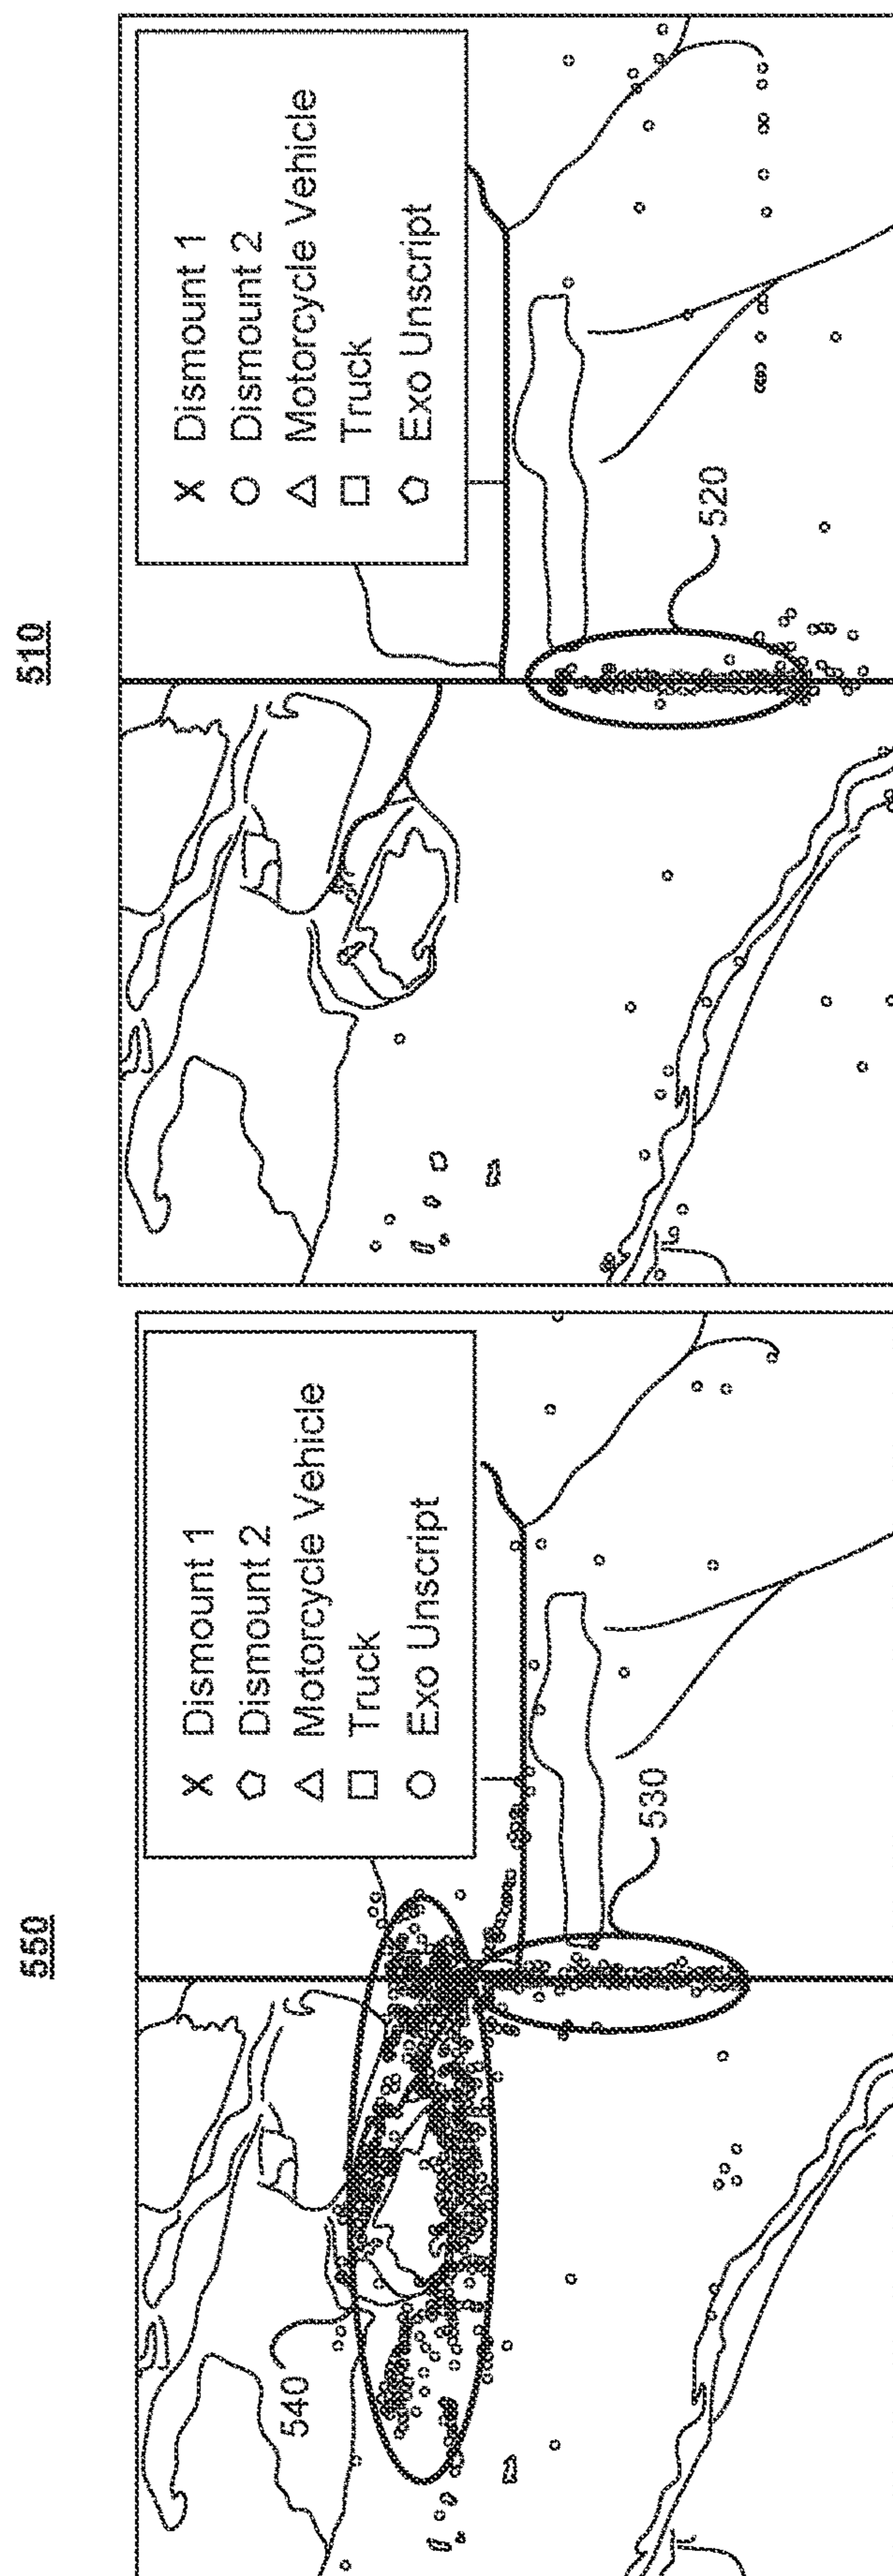 510
X Dismount 1
○ Dismount 2
△ Motorcycle Vehicle
□ Truck
⬠ Exo Unscript
520
550
X Dismount 1
⬠ Dismount 2
△ Motorcycle Vehicle
□ Truck
○ Exo Unscript
530
540